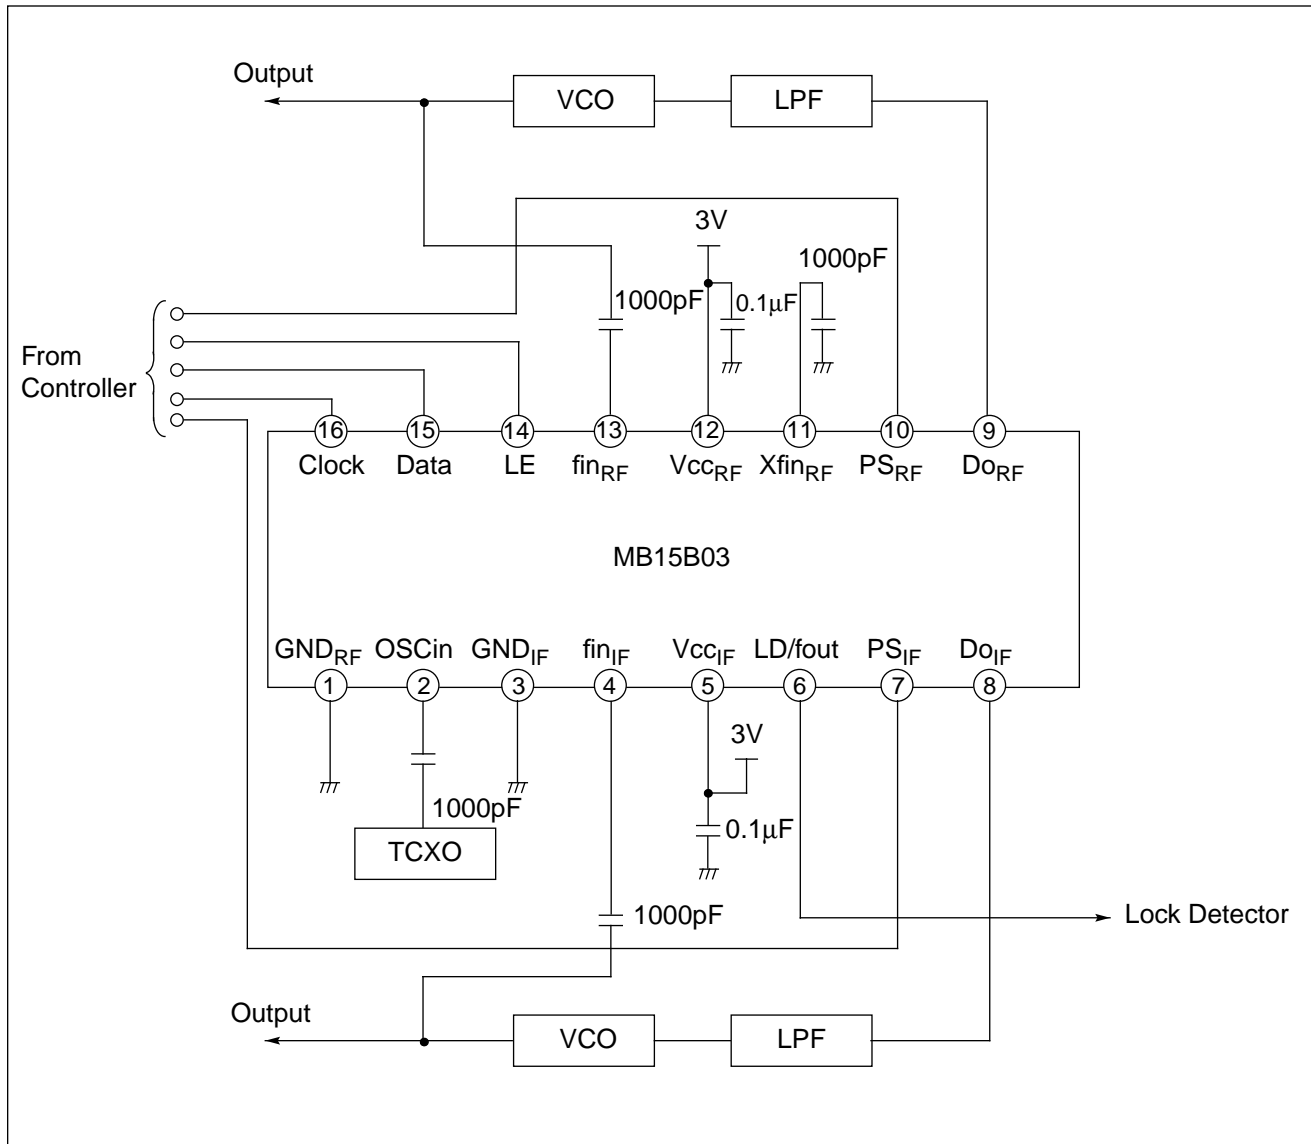 Output
VCO
LPF
3V
1000pF
1000pF
0.1μF
From
Controller
16
15
14
13
12
11
10
9
Clock
Data
LE
finRF
VccRF
XfinRF
PSRF
DoRF
MB15B03
GNDRF
OSCin
GNDIF
finIF
VccIF
LD/fout
PSIF
DoIF
1
2
3
4
5
6
7
8
3V
1000pF
0.1μF
TCXO
1000pF
Lock Detector
Output
VCO
LPF